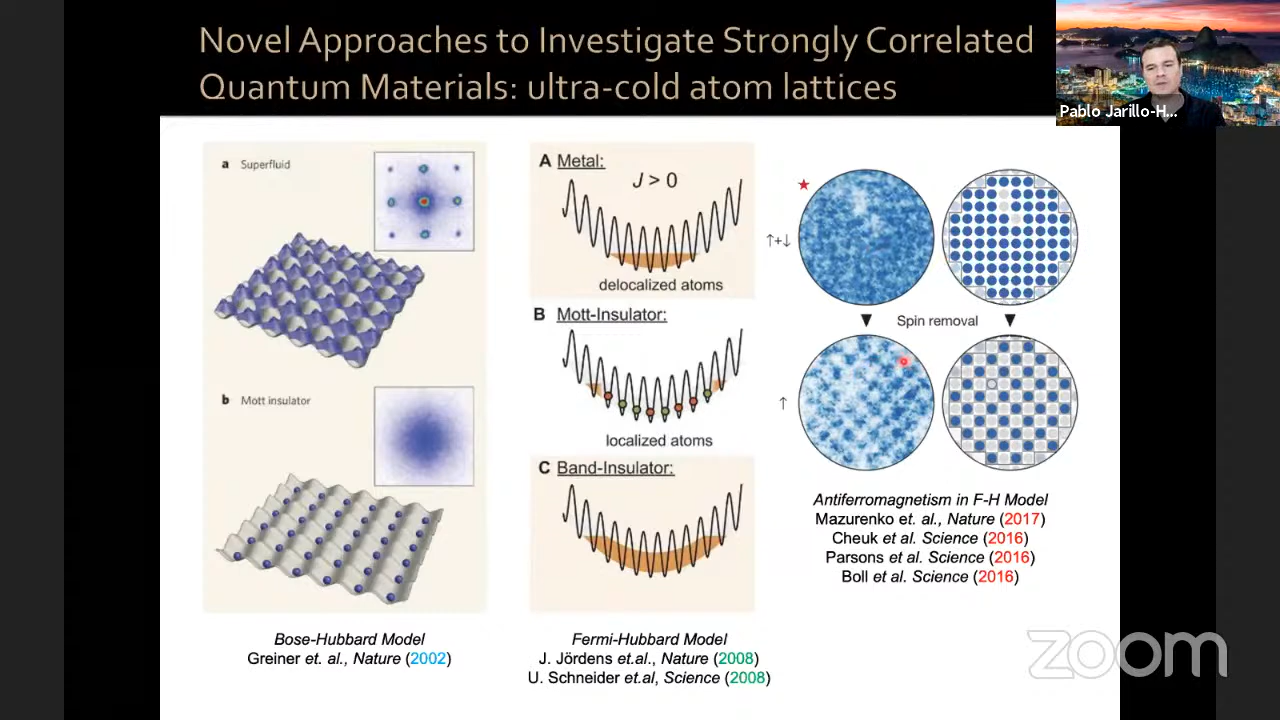 Novel Approaches to Investigate Strongly Correlated
Quantum Materials: ultra-cold atom lattices
Pablo Jarillo-H...
a Superfluid
b Mott insulator
Bose-Hubbard Model
Greiner et. al., Nature (2002)
A Metal:
J > 0
delocalized atoms
B Mott-Insulator:
localized atoms
C Band-Insulator:
Fermi-Hubbard Model
J. Jördens et.al., Nature (2008)
U. Schneider et.al, Science (2008)
↑+↓
Spin removal
↑
Antiferromagnetism in F-H Model
Mazurenko et. al., Nature (2017)
Cheuk et al. Science (2016)
Parsons et al. Science (2016)
Boll et al. Science (2016)
zoom